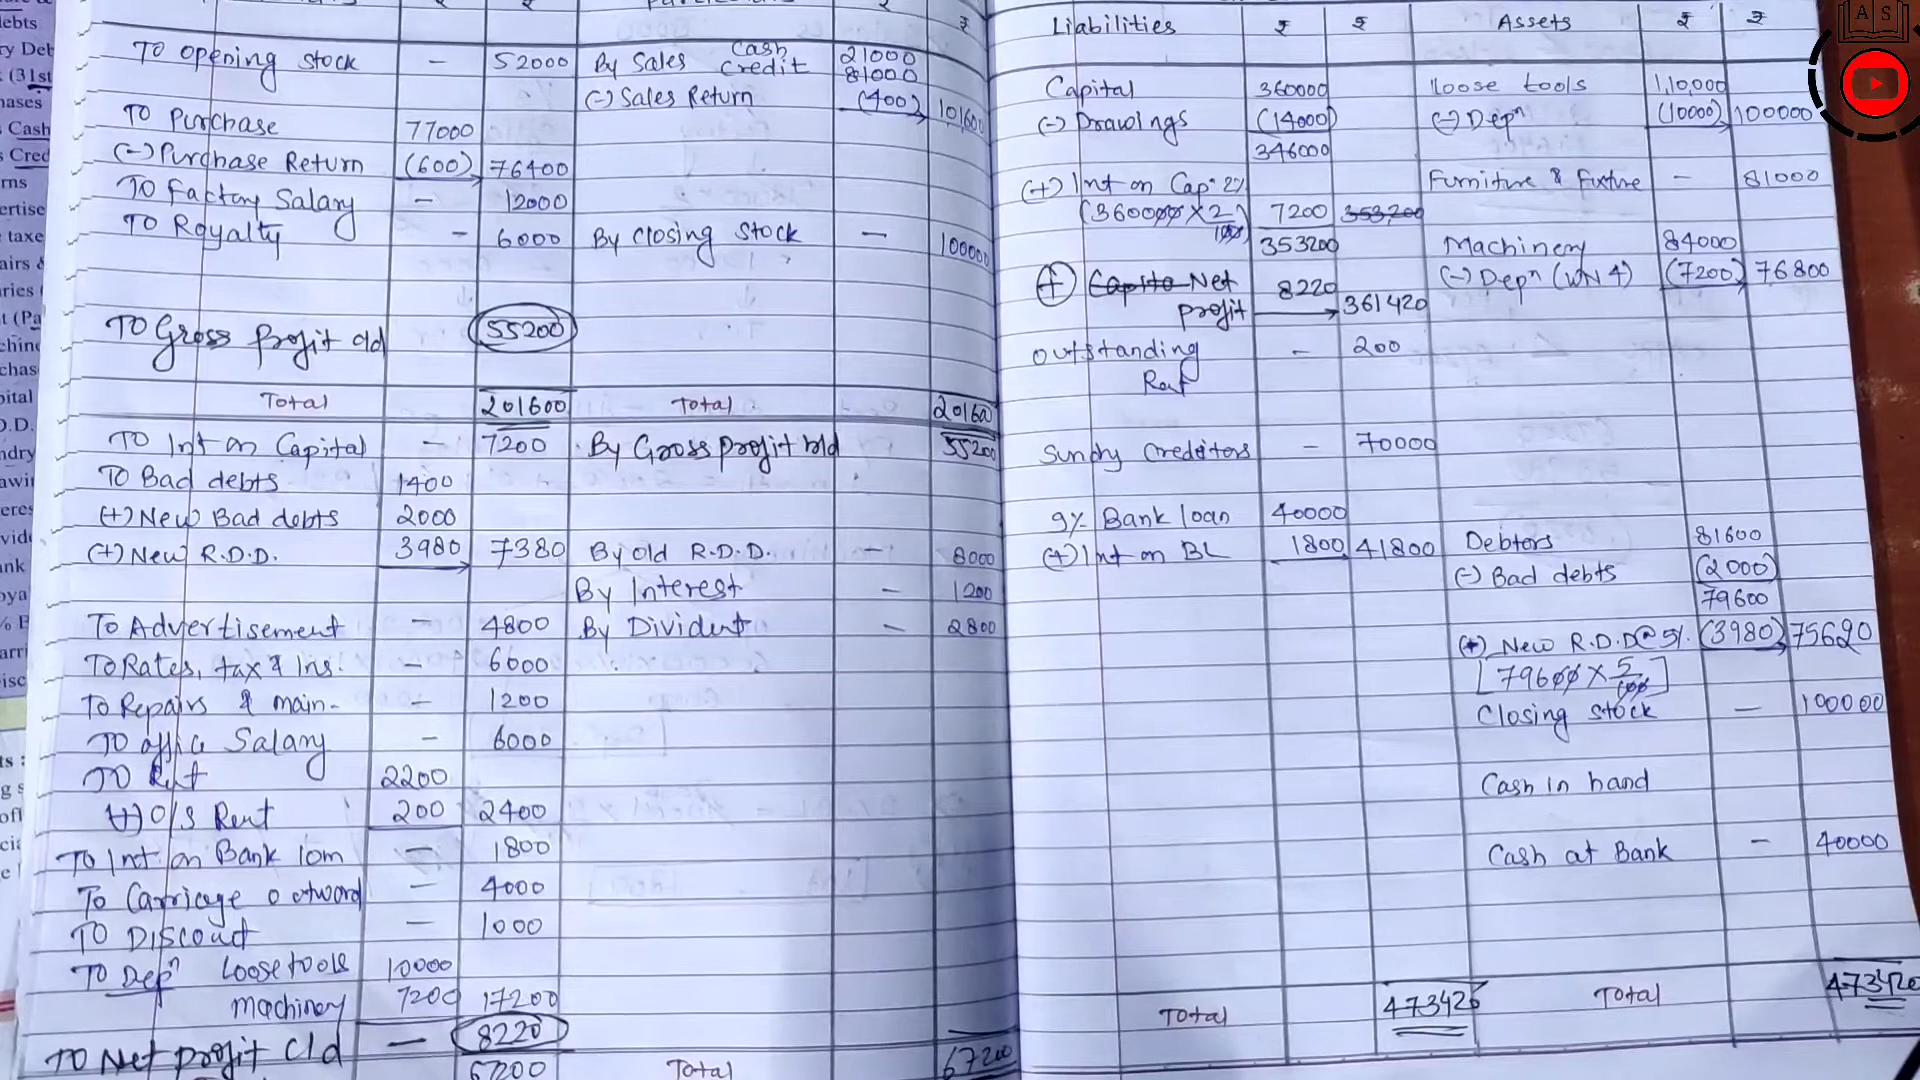 Liabilities ₹ ₹ Assets ₹ ₹
A S
To Opening stock - 52000 By Sales Cash 21000
Credit 81000
(-) Sales Return (400) 101600
To Purchase 77000
(-) Purchase Return (600) 76400
To Factory Salary - 12000
To Royalty - 6000 By Closing Stock - 100000
To Gross Profit c/d 55200
Total 201600 Total 201600
To Int on Capital - 7200 By Gross profit b/d 55200
To Bad debts 1400
(+) New Bad debts 2000
(+) New R.D.D. 3980 7380 By Old R.D.D. - 8000
By Interest - 1200
To Advertisement - 4800 By Divident - 2800
To Rates, tax & Ins. - 6000
To Repairs & main- - 1200
To office Salary - 6000
To Rent 2200
(+) O/S Rent 200 2400
To Int on Bank loan - 1800
To Carriage outward - 4000
To Discout - 1000
To Depn Loose tools 10000
Machinery 7200 17200
To Net profit c/d - 8220
67200 Total 67200
Capital 360000 Loose tools 1,10,000
(-) Drawings (14000) (-) Depn (10000) 100000
346000
(+) Int on Cap. 2% Furniture & Fixture - 81000
(360000 x 2/100) 7200 353200
353200 Machinery 84000
(+) Capita Net 8220 (-) Depn (WN 4) (7200) 76800
profit 361420
Outstanding - 200
Rent
Sundry Creditors - 70000
9% Bank loan 40000
(+) Int on BL 1800 41800 Debtors 81600
(-) Bad debts (2000)
79600
(+) New R.D.D@5% (3980) 75620
[79600 x 5/100]
Closing Stock - 100000
Cash in hand
Cash at Bank - 40000
Total 473420 Total 473420